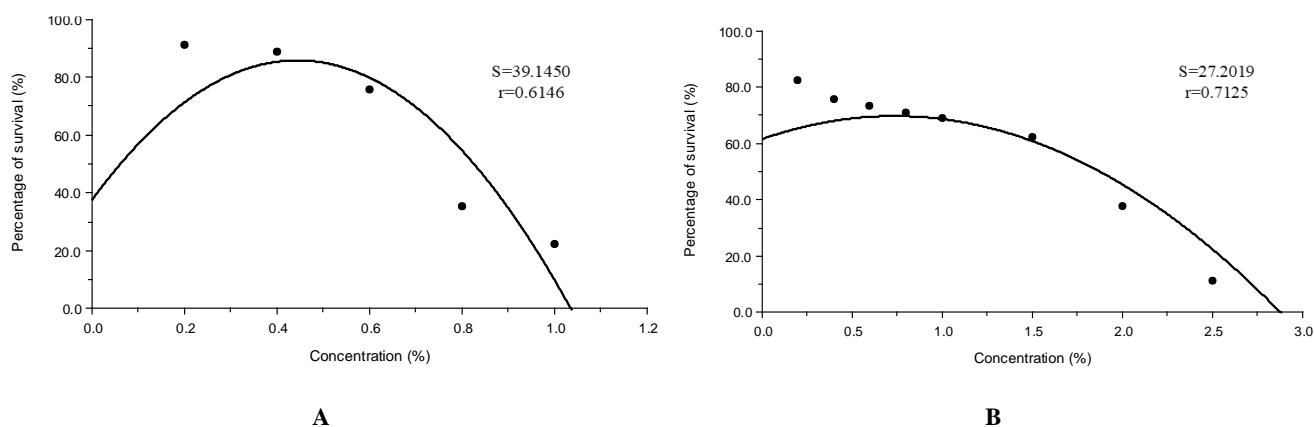 100.0
80.0
60.0
40.0
20.0
0.0
Percentage of survival (%)
S=39.1450
r=0.6146
0.0 0.2 0.4 0.6 0.8 1.0 1.2
Concentration (%)
A
100.0
80.0
60.0
40.0
20.0
0.0
Percentage of survival (%)
S=27.2019
r=0.7125
0.0 0.5 1.0 1.5 2.0 2.5 3.0
Concentration (%)
B